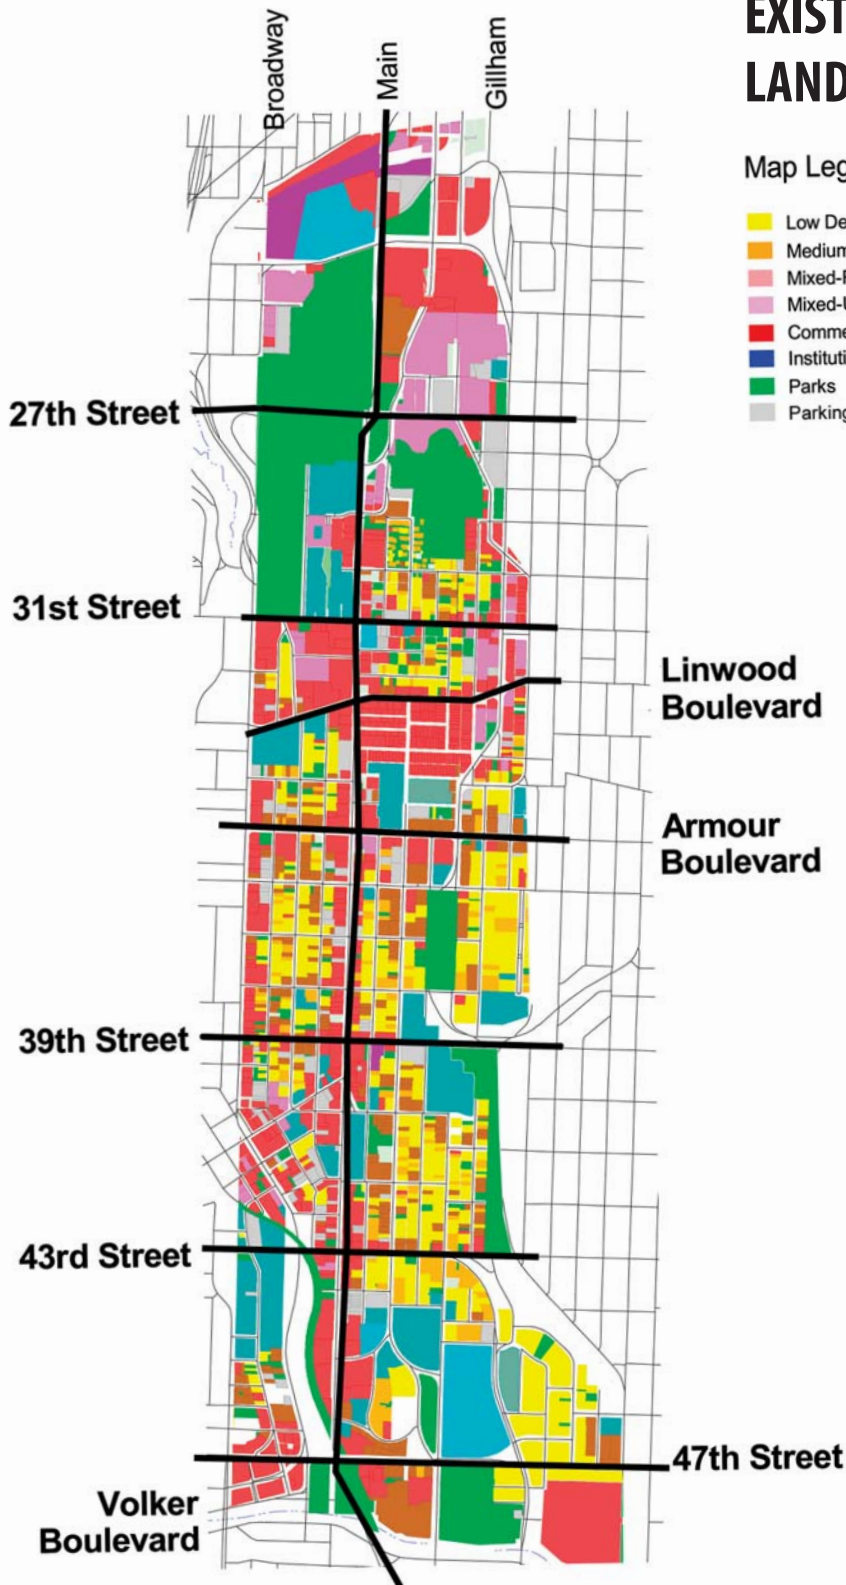 EXIST
LAND
Broadway
Main
Gillham
Map Leg
Low De
Medium
Mixed-
Mixed-
Comme
Instituti
Parks
Parking
27th Street
31st Street
Linwood
Boulevard
Armour
Boulevard
39th Street
43rd Street
47th Street
Volker
Boulevard